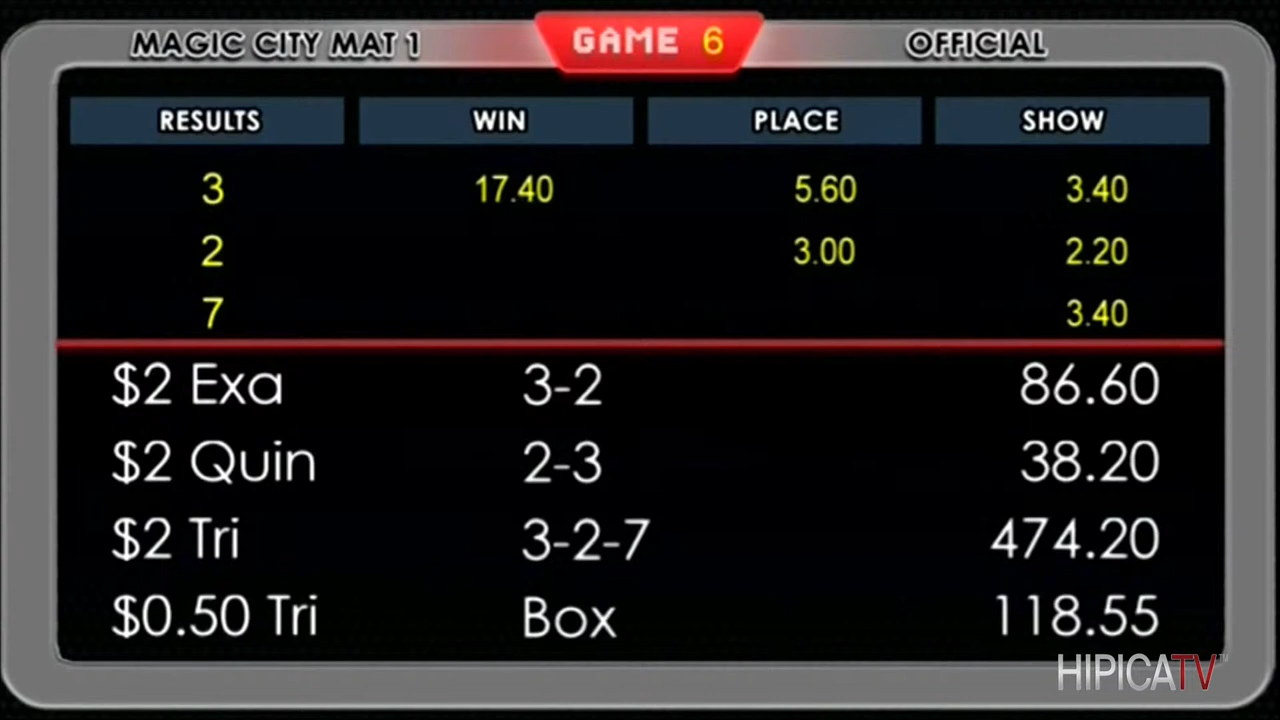 MAGIC CITY MAT 1 GAME 6 OFFICIAL
RESULTS WIN PLACE SHOW
3 17.40 5.60 3.40
2 3.00 2.20
7 3.40
$2 Exa 3-2 86.60
$2 Quin 2-3 38.20
$2 Tri 3-2-7 474.20
$0.50 Tri Box 118.55
HIPICATV™